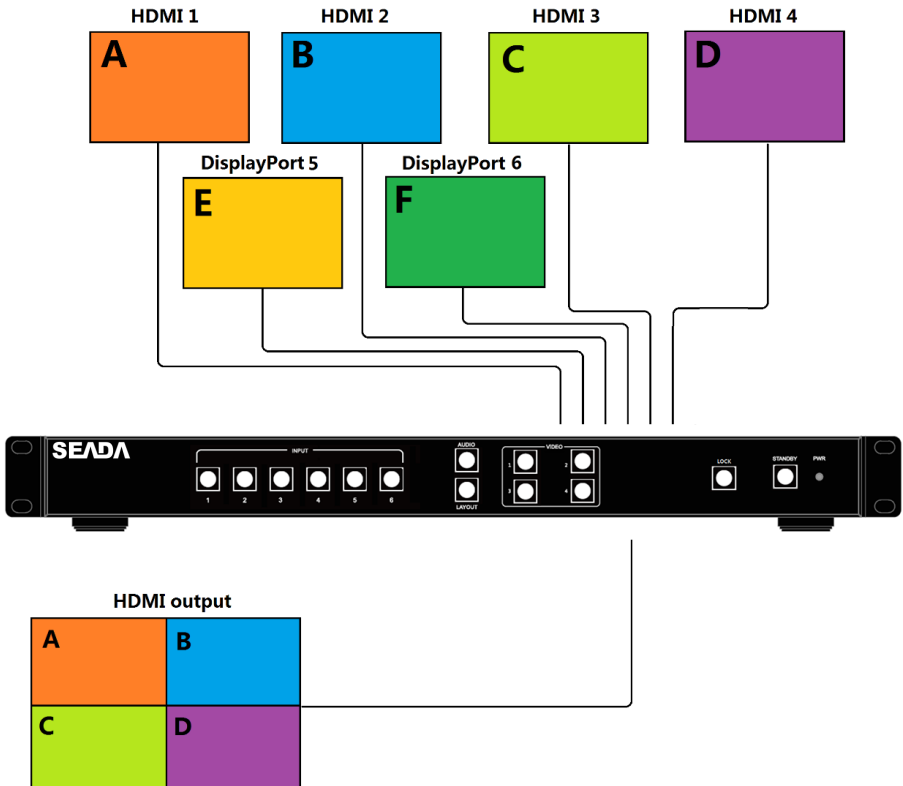 HDMI 1
HDMI 2
HDMI 3
HDMI 4
A
B
C
D
DisplayPort 5
DisplayPort 6
E
F
SEADA
INPUT
1 2 3 4 5 6
AUDIO
LAYOUT
VIDEO
1 2
3 4
LOCK
STANDBY
PWR
HDMI output
A
B
C
D